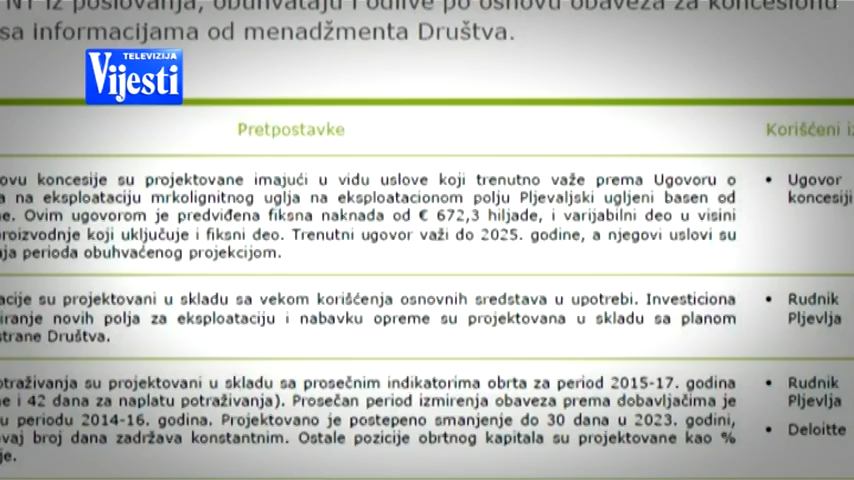 NT iz poslovanja, obuhvataju i odlive po osnovu obaveza za koncesionu
sa informacijama od menadžmenta Društva.
TELEVIZIJA
Vijesti
Pretpostavke
Korišćeni iz
ovu koncesije su projektovane imajući u vidu uslove koji trenutno važe prema Ugovoru o
a na eksploataciju mrkolignitnog uglja na eksploatacionom polju Pljevaljski ugljeni basen od
ne. Ovim ugovorom je predviđena fiksna naknada od € 672,3 hiljade, i varijabilni deo u visini
roizvodnje koji uključuje i fiksni deo. Trenutni ugovor važi do 2025. godine, a njegovi uslovi su
aja perioda obuhvaćenog projekcijom.
• Ugovor
koncesiji
acije su projektovani u skladu sa vekom korišćenja osnovnih sredstava u upotrebi. Investiciona
iranje novih polja za eksploataciju i nabavku opreme su projektovana u skladu sa planom
strane Društva.
• Rudnik
Pljevlja
otraživanja su projektovani u skladu sa prosečnim indikatorima obrta za period 2015-17. godina
e i 42 dana za naplatu potraživanja). Prosečan period izmirenja obaveza prema dobavljačima je
u periodu 2014-16. godina. Projektovano je postepeno smanjenje do 30 dana u 2023. godini,
ovaj broj dana zadržava konstantnim. Ostale pozicije obrtnog kapitala su projektovane kao %
je.
• Rudnik
Pljevlja
• Deloitte